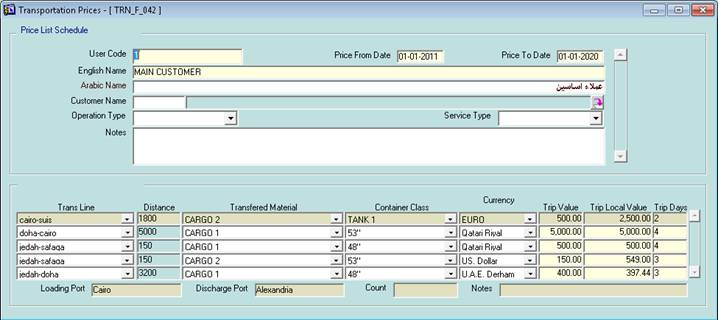 Transportation Prices - [ TRN_F_042 ]
Price List Schedule
User Code 1 Price From Date 01-01-2011 Price To Date 01-01-2020
English Name MAIN CUSTOMER
Arabic Name عملاء اساسين
Customer Name
Operation Type Service Type
Notes
Trans Line Distance Transfered Material Container Class Currency Trip Value Trip Local Value Trip Days
cairo-suis 1800 CARGO 2 TANK 1 EURO 500.00 2,500.00 2
doha-cairo 5000 CARGO 1 53" Qatari Riyal 5,000.00 5,000.00 4
jedah-safaga 150 CARGO 1 48" Qatari Riyal 500.00 500.00 4
jedah-safaga 150 CARGO 2 53" US. Dollar 150.00 549.00 3
jedah-doha 3200 CARGO 1 48" U.A.E. Derham 400.00 397.44 3
Loading Port Cairo Discharge Port Alexandria Count Notes